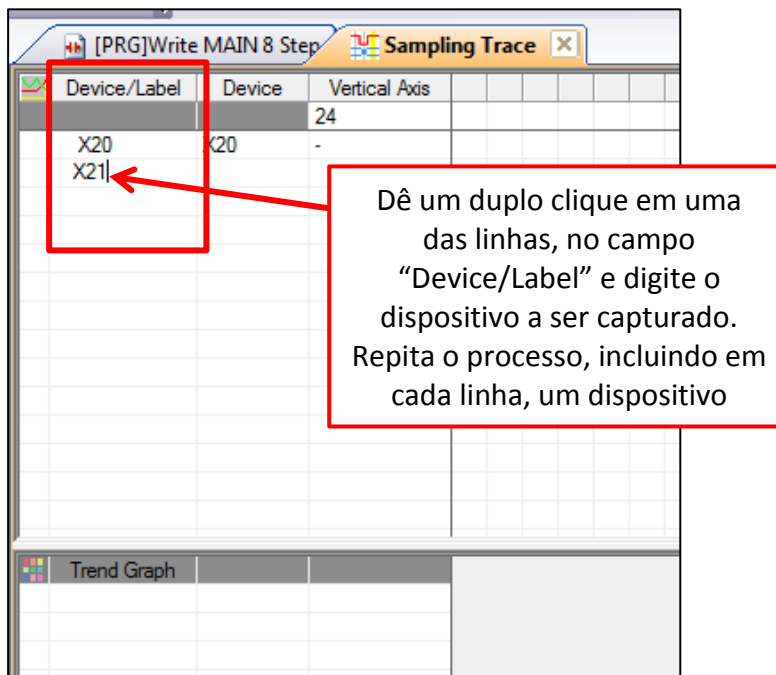 [PRG]Write MAIN 8 Step
Sampling Trace
Device/Label Device Vertical Axis
24
X20 X20 -
X21
Dê um duplo clique em uma
das linhas, no campo
“Device/Label” e digite o
dispositivo a ser capturado.
Repita o processo, incluindo em
cada linha, um dispositivo
Trend Graph